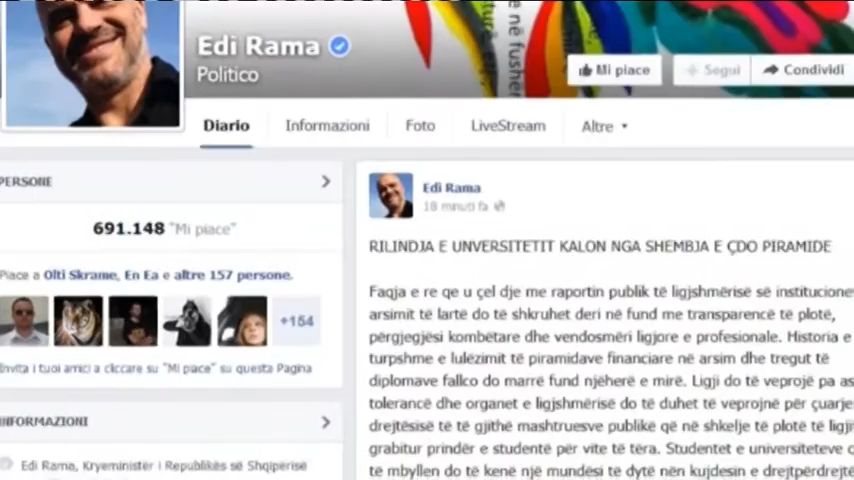 Edi Rama
Politico
Mi piace
Segui
Condividi
Diario
Informazioni
Foto
LiveStream
Altre
PERSONE
691.148 "Mi piace"
Piace a Olti Skrame, En Ea e altre 157 persone.
+154
Invita i tuoi amici a cliccare su "Mi piace" su questa Pagina
INFORMAZIONI
Edi Rama, Kryeministër i Republikës së Shqipërisë
Edi Rama
18 minuti fa
RILINDJA E UNVERSITETIT KALON NGA SHEMBJA E ÇDO PIRAMIDE
Faqja e re qe u çel dje me raportin publik të ligjshmërisë së institucione
arsimit të lartë do të shkruhet deri në fund me transparencë të plotë,
përgjegjësi kombëtare dhe vendosmëri ligjore e profesionale. Historia e
turpshme e lulëzimit të piramidave financiare në arsim dhe tregut të
diplomave fallco do marrë fund njëherë e mirë. Ligji do të veprojë pa as
tolerancë dhe organet e ligjshmërisë do të duhet të veprojnë për çuarje
drejtësisë të të gjithë mashtruesve publikë që në shkelje të plotë të ligji
grabitur prindër e studentë për vite të tëra. Studentet e universiteteve q
të mbyllen do të kenë një mundësi të dytë nën kujdesin e drejtpërdrejtë
turë
e në fushën